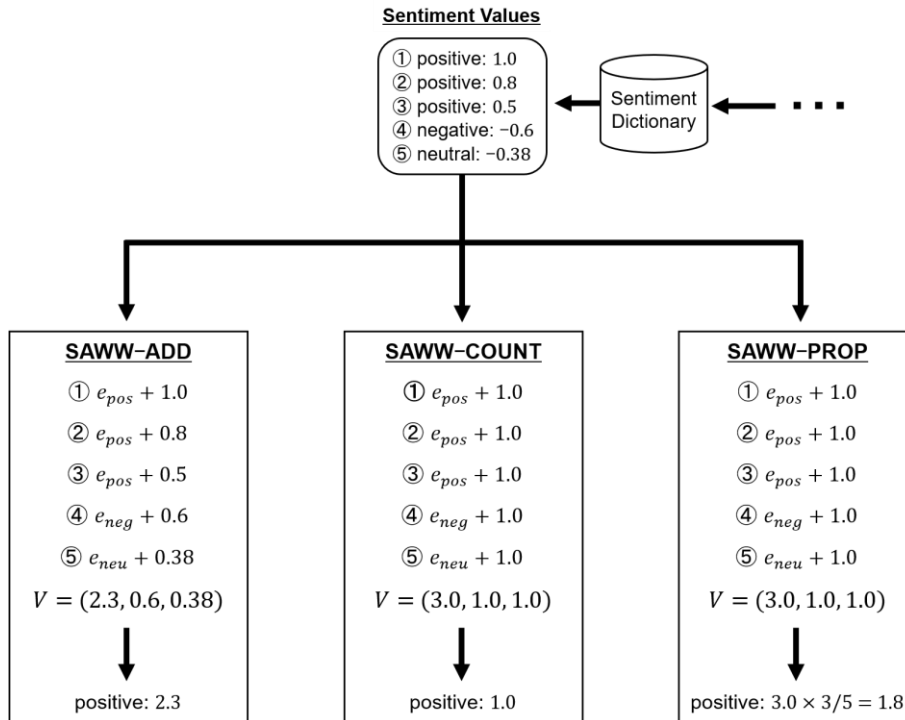 Sentiment Values
① positive: 1.0
② positive: 0.8
③ positive: 0.5
④ negative: −0.6
⑤ neutral: −0.38
Sentiment
Dictionary
SAWW−ADD
① e_pos + 1.0
② e_pos + 0.8
③ e_pos + 0.5
④ e_neg + 0.6
⑤ e_neu + 0.38
V = (2.3, 0.6, 0.38)
positive: 2.3
SAWW−COUNT
① e_pos + 1.0
② e_pos + 1.0
③ e_pos + 1.0
④ e_neg + 1.0
⑤ e_neu + 1.0
V = (3.0, 1.0, 1.0)
positive: 1.0
SAWW−PROP
① e_pos + 1.0
② e_pos + 1.0
③ e_pos + 1.0
④ e_neg + 1.0
⑤ e_neu + 1.0
V = (3.0, 1.0, 1.0)
positive: 3.0 × 3/5 = 1.8